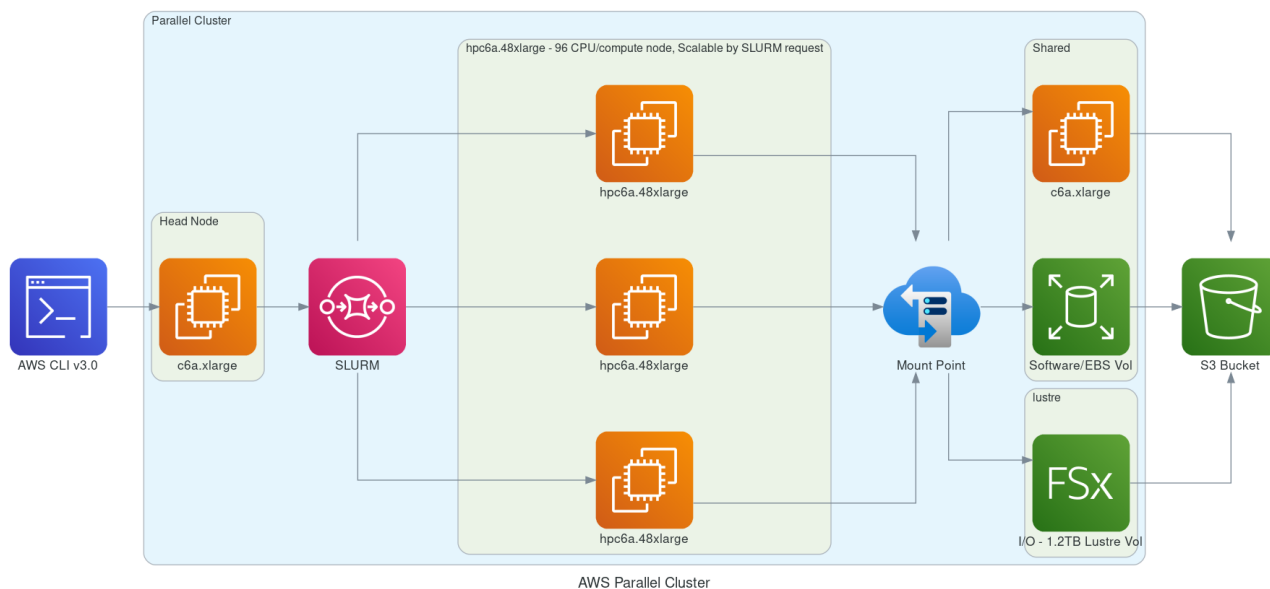 Parallel Cluster
hpc6a.48xlarge - 96 CPU/compute node, Scalable by SLURM request
Shared
hpc6a.48xlarge
c6a.xlarge
Head Node
AWS CLI v3.0
c6a.xlarge
SLURM
hpc6a.48xlarge
Mount Point
Software/EBS Vol
S3 Bucket
lustre
FSx
hpc6a.48xlarge
I/O - 1.2TB Lustre Vol
AWS Parallel Cluster